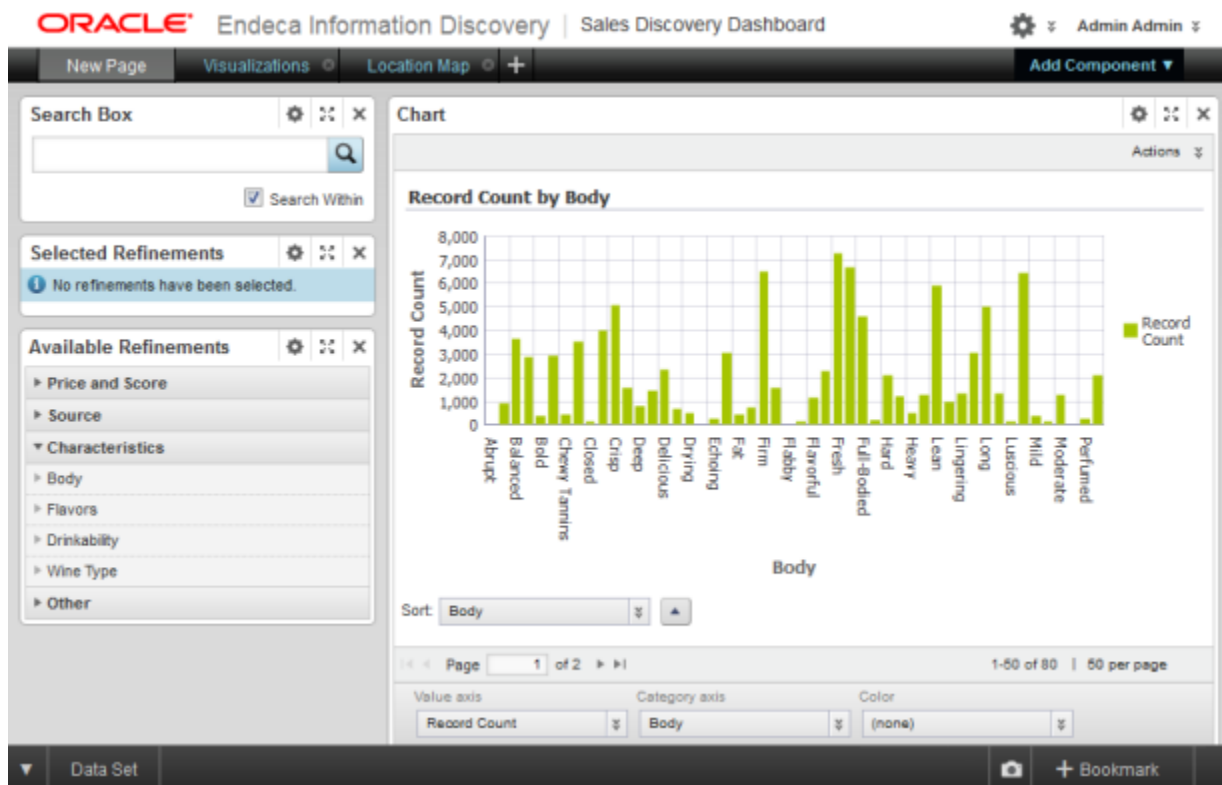 ORACLE Endeca Information Discovery | Sales Discovery Dashboard
Admin Admin
New Page
Visualizations
Location Map
Add Component
Search Box
Search Within
Selected Refinements
No refinements have been selected.
Available Refinements
Price and Score
Source
Characteristics
Body
Flavors
Drinkability
Wine Type
Other
Chart
Actions
Record Count by Body
8,000
7,000
6,000
5,000
4,000
3,000
2,000
1,000
0
Record Count
Abrupt
Balanced
Bold
Chewy Tannins
Closed
Crisp
Deep
Delicious
Drying
Echoing
Fat
Firm
Flabby
Flavorful
Fresh
Full-Bodied
Hard
Heavy
Lean
Lingering
Long
Luscious
Mild
Moderate
Perfumed
Body
Record
Count
Sort: Body
Page 1 of 2
1-50 of 80 | 50 per page
Value axis
Category axis
Color
Record Count
Body
(none)
Data Set
+ Bookmark